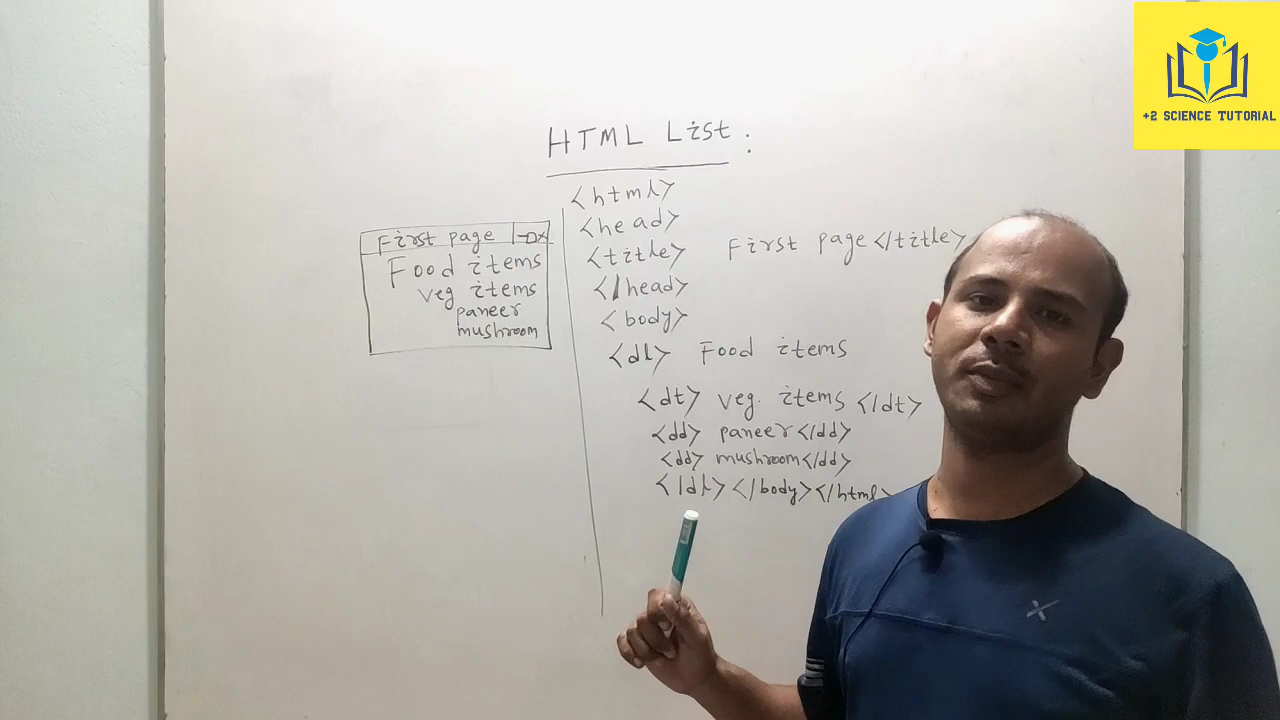 +2 SCIENCE TUTORIAL
HTML List :
<html>
<head>
<title> First page </title>
</head>
<body>
<dl> Food items
<dt> veg. items </dt>
<dd> paneer </dd>
<dd> mushroom </dd>
</dl> </body> </html>
First page
Food items
veg items
paneer
mushroom